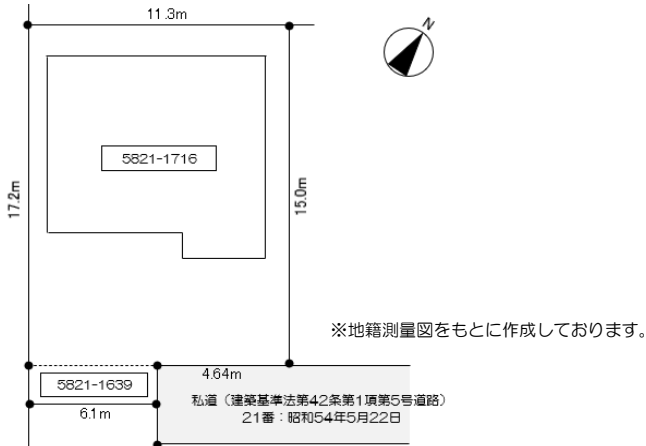 11.3m
N
5821-1716
17.2m
15.0m
※地籍測量図をもとに作成しております。
4.64m
5821-1639
私道（建築基準法第42条第1項第5号道路）
6.1m
21番：昭和54年5月22日